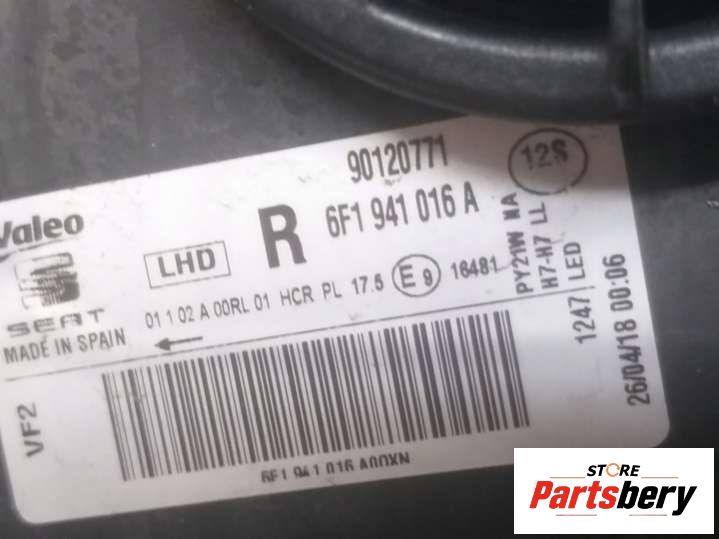 90120771
12S
Valeo
R
6F1 941 016 A
LHD
SEAT
01 1 02 A 00RL 01 HCR PL 17.5
E 9
16481
MADE IN SPAIN
PY21W NA
H7-H7 LL
1247 LED
26/04/18 00:06
VF2
6F1 941 016 A00XN
STORE
Partsbery